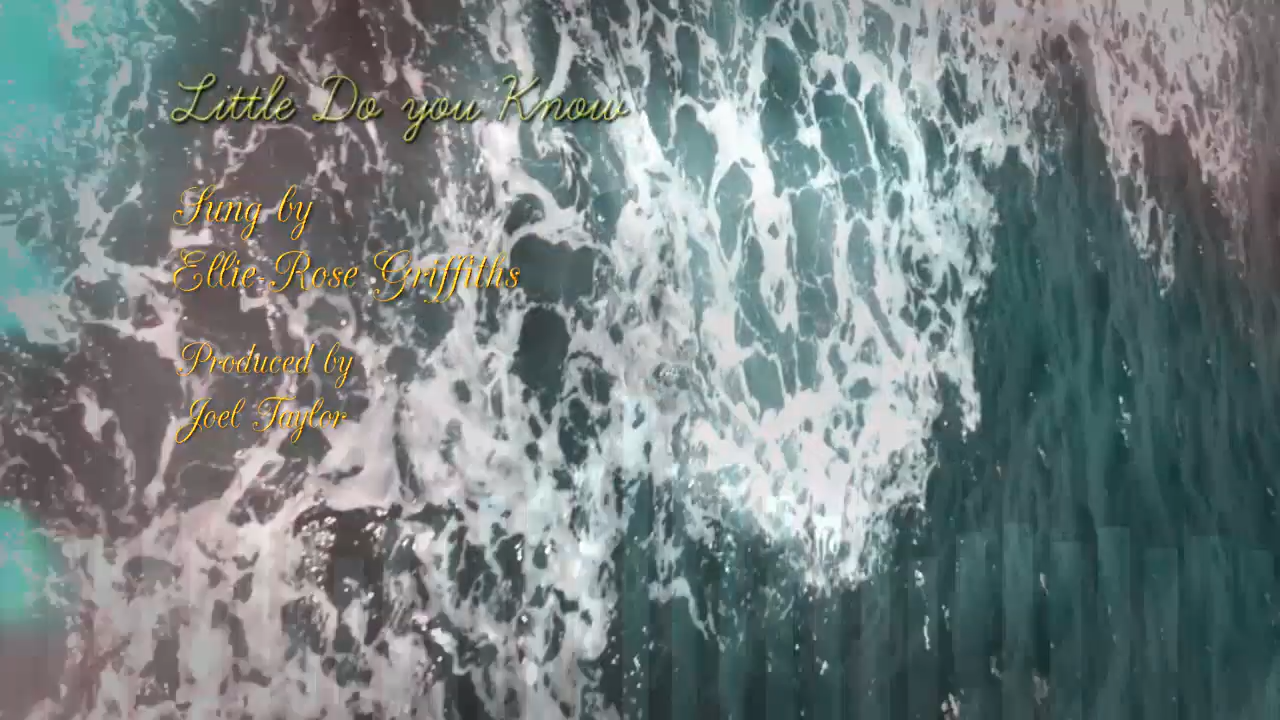 Little Do you Know
Sung by
Ellie-Rose Griffiths
Produced by
Joel Taylor